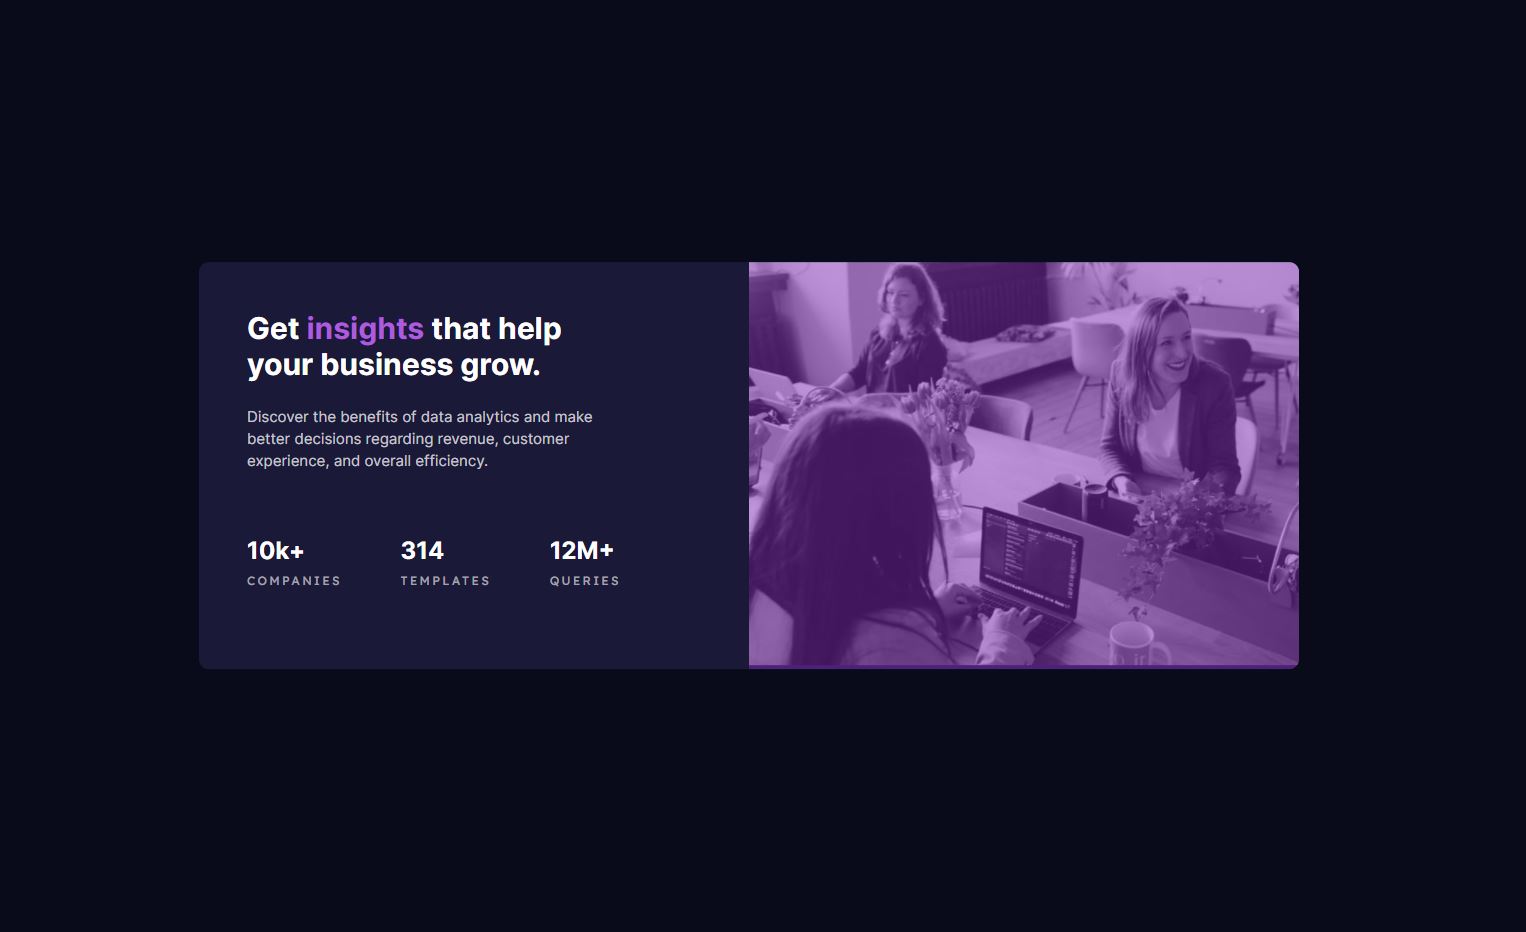 Get insights that help
your business grow.
Discover the benefits of data analytics and make
better decisions regarding revenue, customer
experience, and overall efficiency.
10k+ 314 12M+
COMPANIES TEMPLATES QUERIES